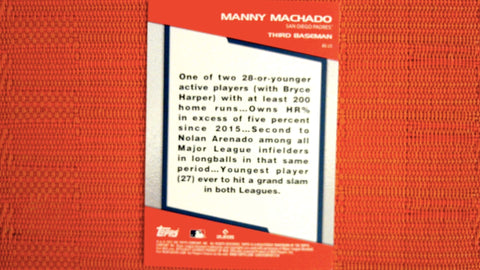 MANNY MACHADO
SAN DIEGO PADRES
THIRD BASEMAN
One of two 28-or-younger
active players (with Bryce
Harper) with at least 200
home runs...Owns HR%
in excess of five percent
since 2015...Second to
Nolan Arenado among all
Major League infielders
in longballs in that same
period...Youngest player
(27) ever to hit a grand slam
in both Leagues.
Topps